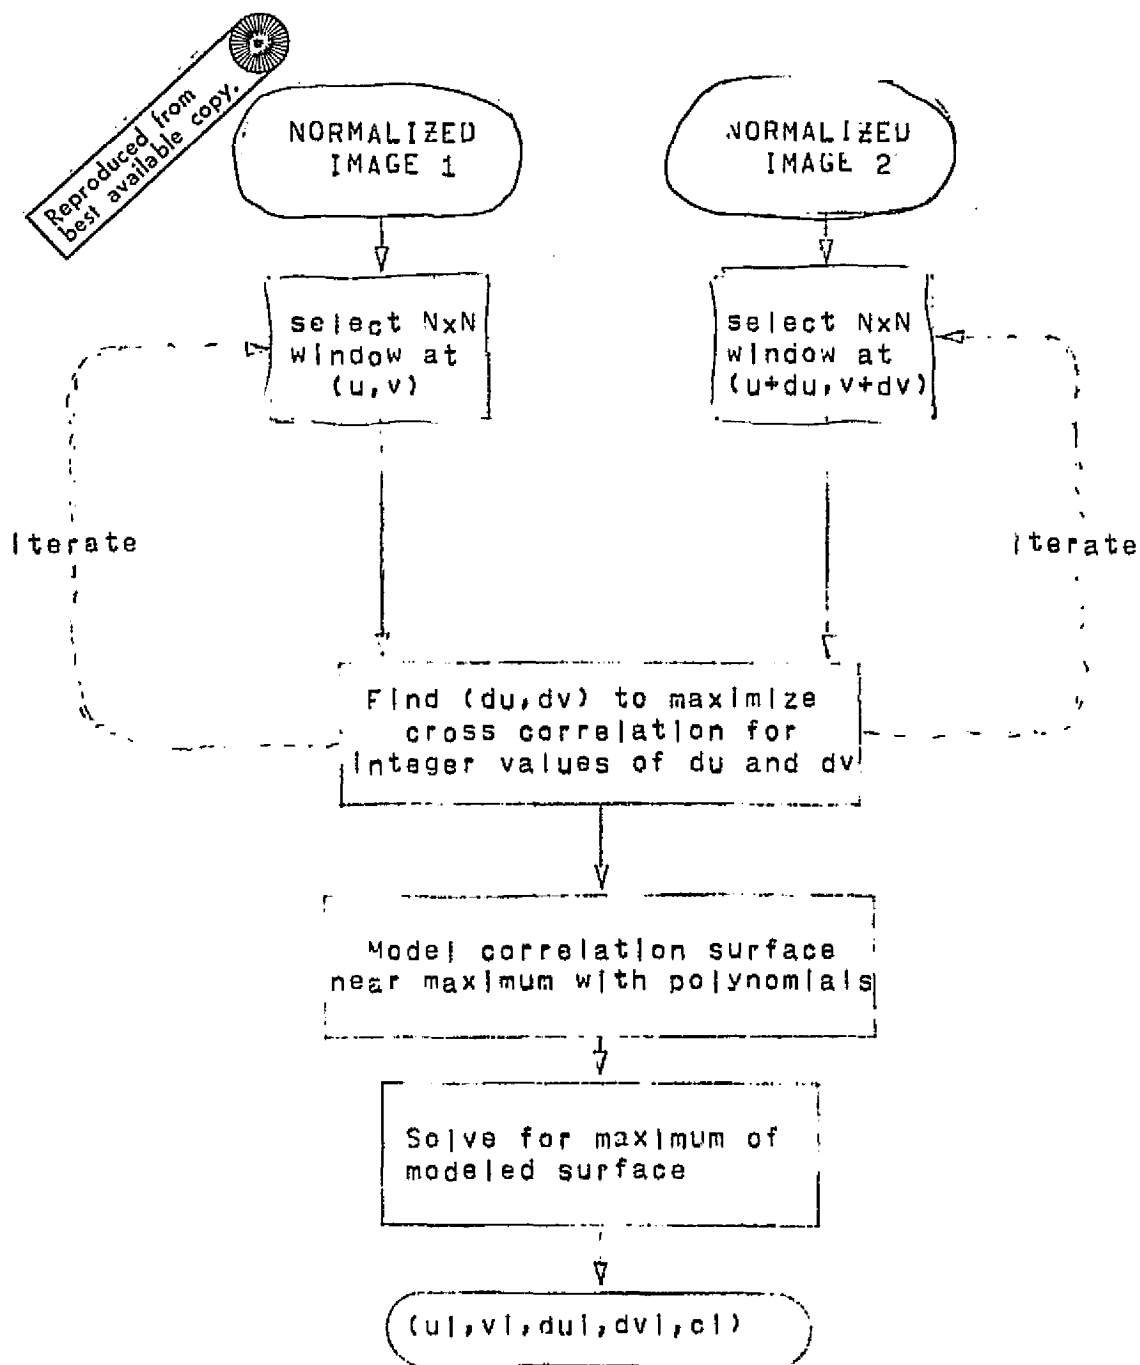 Reproduced from
best available copy.
NORMALIZED
IMAGE 1
NORMALIZED
IMAGE 2
select NxN
window at
(u,v)
select NxN
window at
(u+du,v+dv)
Iterate
Iterate
Find (du,dv) to maximize
cross correlation for
integer values of du and dv
Model correlation surface
near maximum with polynomials
Solve for maximum of
modeled surface
(ui,vi,dui,dvi,ci)